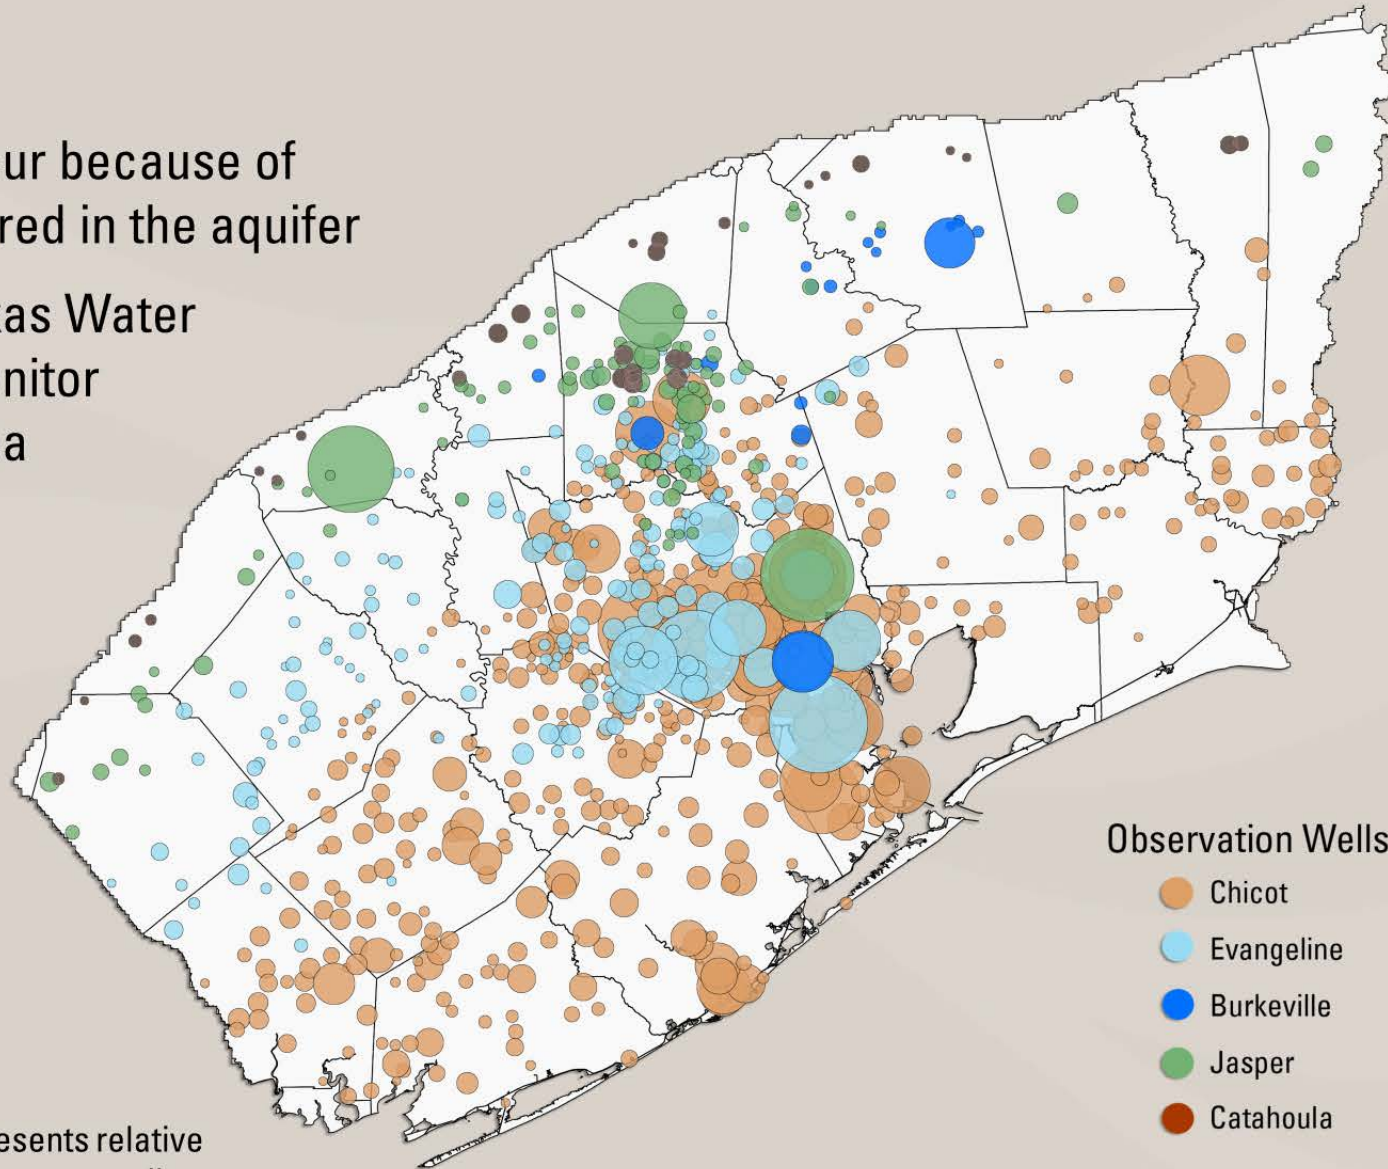 ur because of
red in the aquifer
as Water
nitor
a
Observation Wells
Chicot
Evangeline
Burkeville
Jasper
Catahoula
esents relative